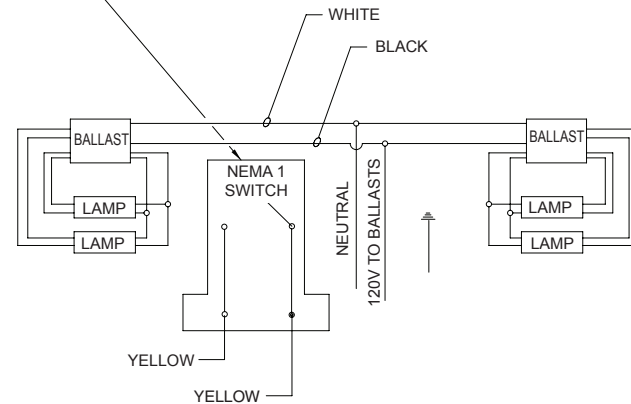 WHITE
BLACK
BALLAST
BALLAST
NEMA 1
SWITCH
NEUTRAL
120V TO BALLASTS
LAMP
LAMP
LAMP
LAMP
YELLOW
YELLOW